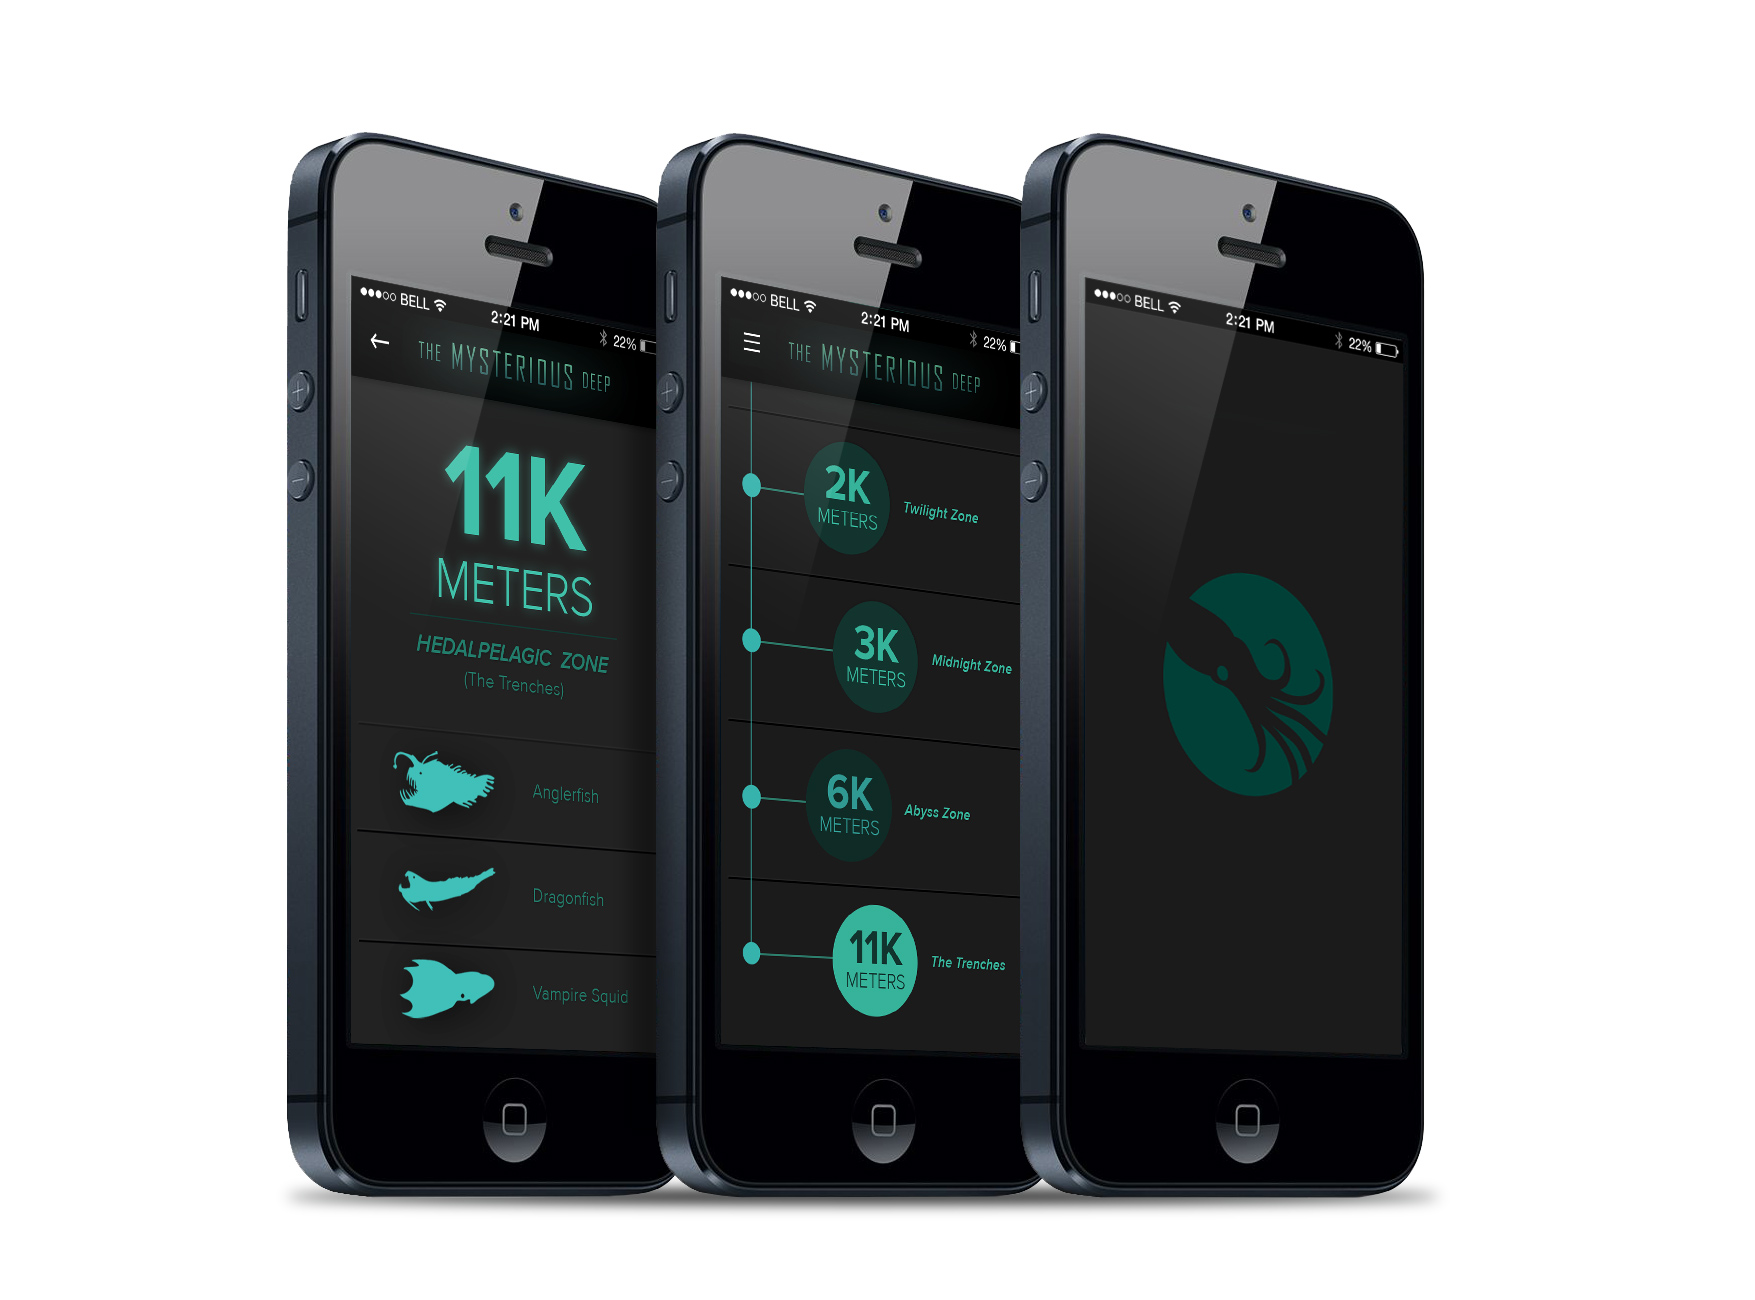 BELL
2:21 PM
22%
THE MYSTERIOUS DEEP
11K
METERS
HEDALPELAGIC ZONE
(The Trenches)
Anglerfish
Dragonfish
Vampire Squid
BELL
2:21 PM
22%
THE MYSTERIOUS DEEP
2K
METERS
Twilight Zone
3K
METERS
Midnight Zone
6K
METERS
Abyss Zone
11K
METERS
The Trenches
BELL
2:21 PM
22%